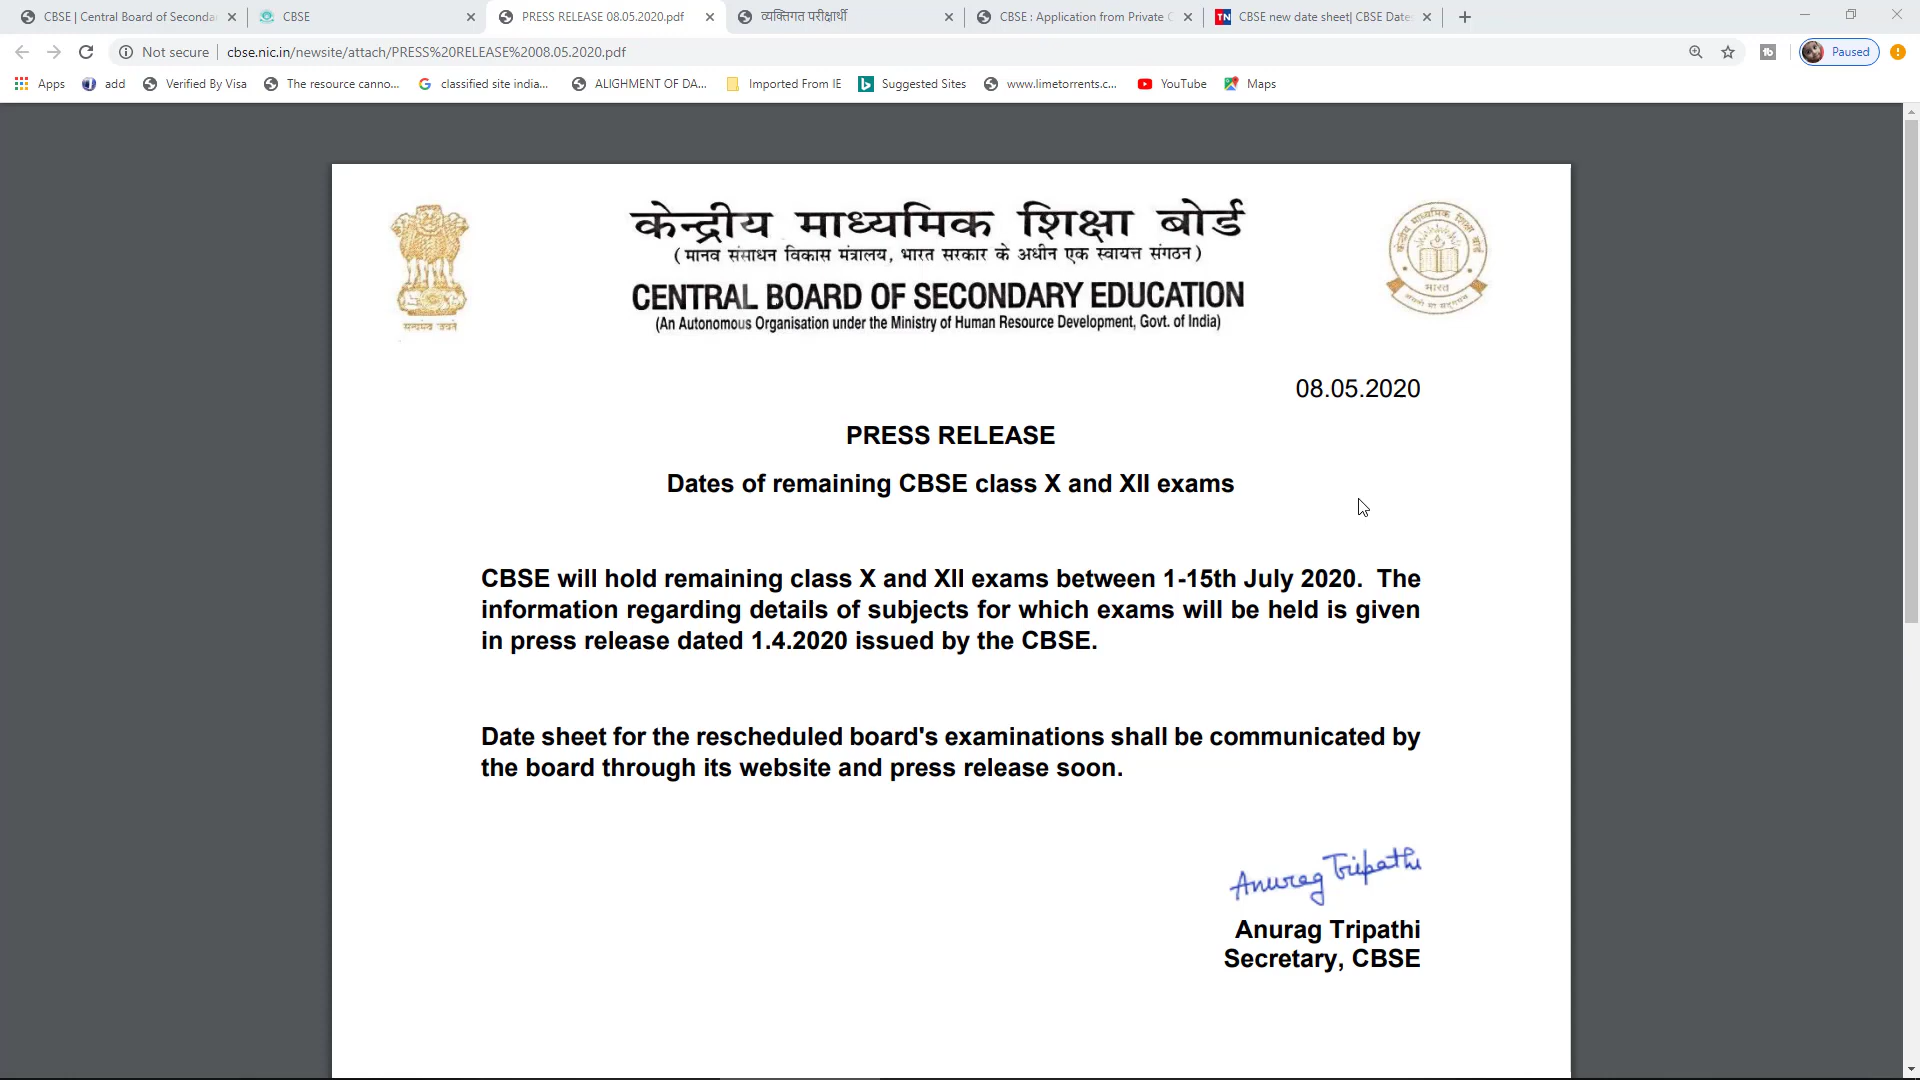 CBSE | Central Board of Seconda
CBSE
PRESS RELEASE 08.05.2020.pdf
व्यक्तिगत परीक्षार्थी
CBSE : Application from Private C
TN CBSE new date sheet| CBSE Date
Not secure cbse.nic.in/newsite/attach/PRESS%20RELEASE%2008.05.2020.pdf
Paused
Apps add Verified By Visa The resource canno... classified site india... ALIGHMENT OF DA... Imported From IE Suggested Sites www.limetorrents.c... YouTube Maps
केन्द्रीय माध्यमिक शिक्षा बोर्ड
(मानव संसाधन विकास मंत्रालय, भारत सरकार के अधीन एक स्वायत्त संगठन)
CENTRAL BOARD OF SECONDARY EDUCATION
(An Autonomous Organisation under the Ministry of Human Resource Development, Govt. of India)
सत्यमेव जयते
केन्द्रीय माध्यमिक शिक्षा बोर्ड
भारत
08.05.2020
PRESS RELEASE
Dates of remaining CBSE class X and XII exams
CBSE will hold remaining class X and XII exams between 1-15th July 2020. The
information regarding details of subjects for which exams will be held is given
in press release dated 1.4.2020 issued by the CBSE.
Date sheet for the rescheduled board's examinations shall be communicated by
the board through its website and press release soon.
Anurag Tripathi
Anurag Tripathi
Secretary, CBSE